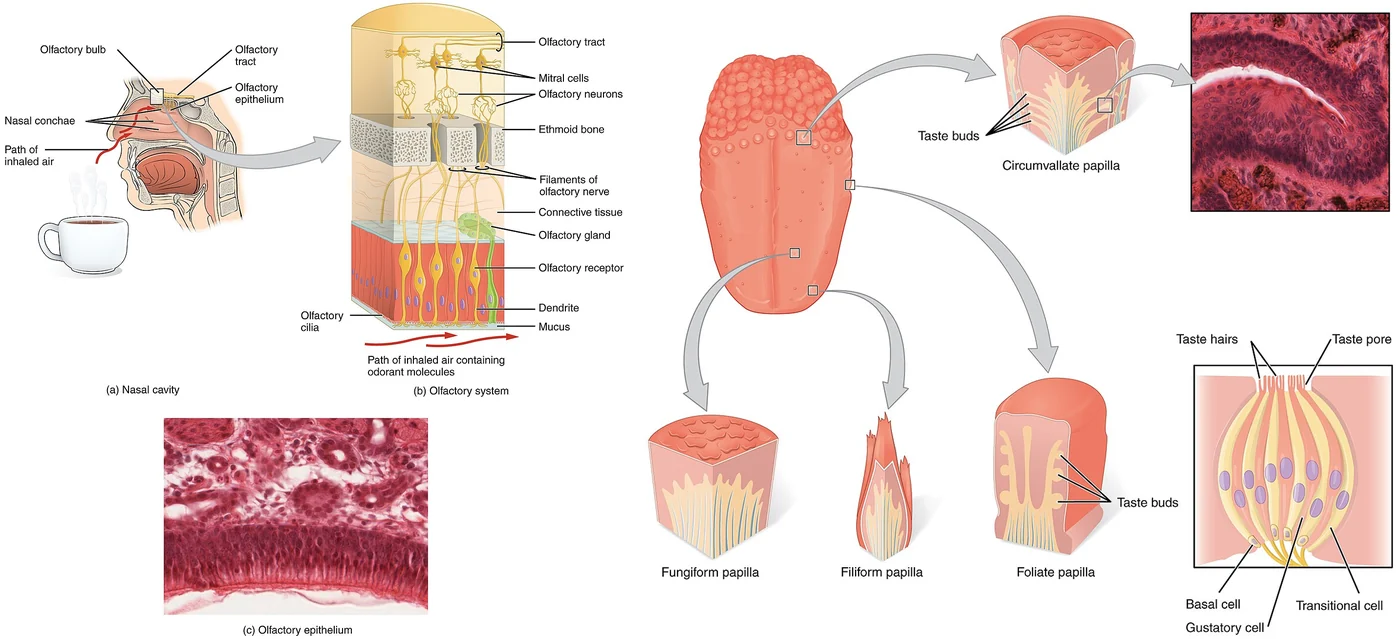 Olfactory bulb
Olfactory
tract
Olfactory
epithelium
Nasal conchae
Path of
inhaled air
(a) Nasal cavity
Olfactory tract
Mitral cells
Olfactory neurons
Ethmoid bone
Filaments of
olfactory nerve
Connective tissue
Olfactory gland
Olfactory receptor
Dendrite
Mucus
Olfactory
cilia
Path of inhaled air containing
odorant molecules
(b) Olfactory system
(c) Olfactory epithelium
Taste buds
Circumvallate papilla
Fungiform papilla
Filiform papilla
Taste buds
Foliate papilla
Taste hairs
Taste pore
Basal cell
Gustatory cell
Transitional cell